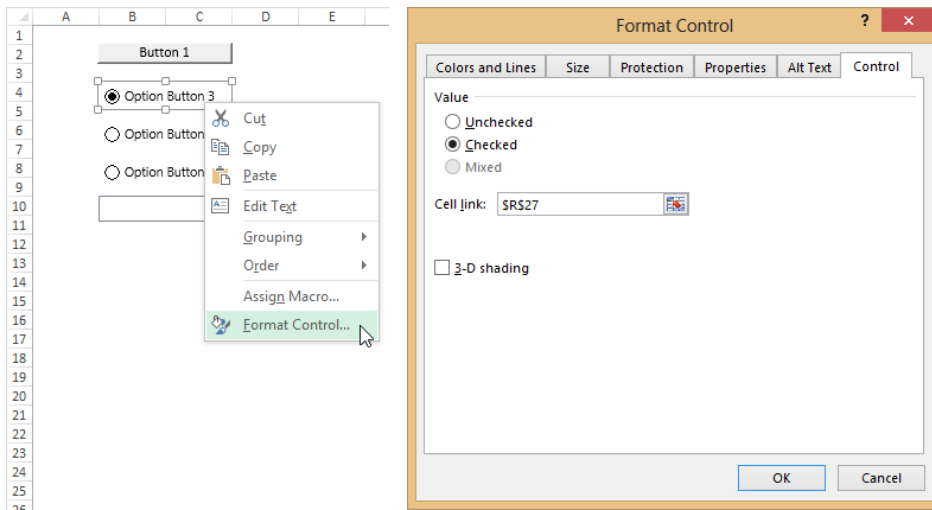 A B C D E
1
2
3
4
5
6
7
8
9
10
11
12
13
14
15
16
17
18
19
20
21
22
23
24
25
26
Button 1
Option Button 3
Option Button
Option Button
Cut
Copy
Paste
Edit Text
Grouping
Order
Assign Macro...
Format Control...
Format Control
? ×
Colors and Lines Size Protection Properties Alt Text Control
Value
Unchecked
Checked
Mixed
Cell link: $R$27
3-D shading
OK Cancel